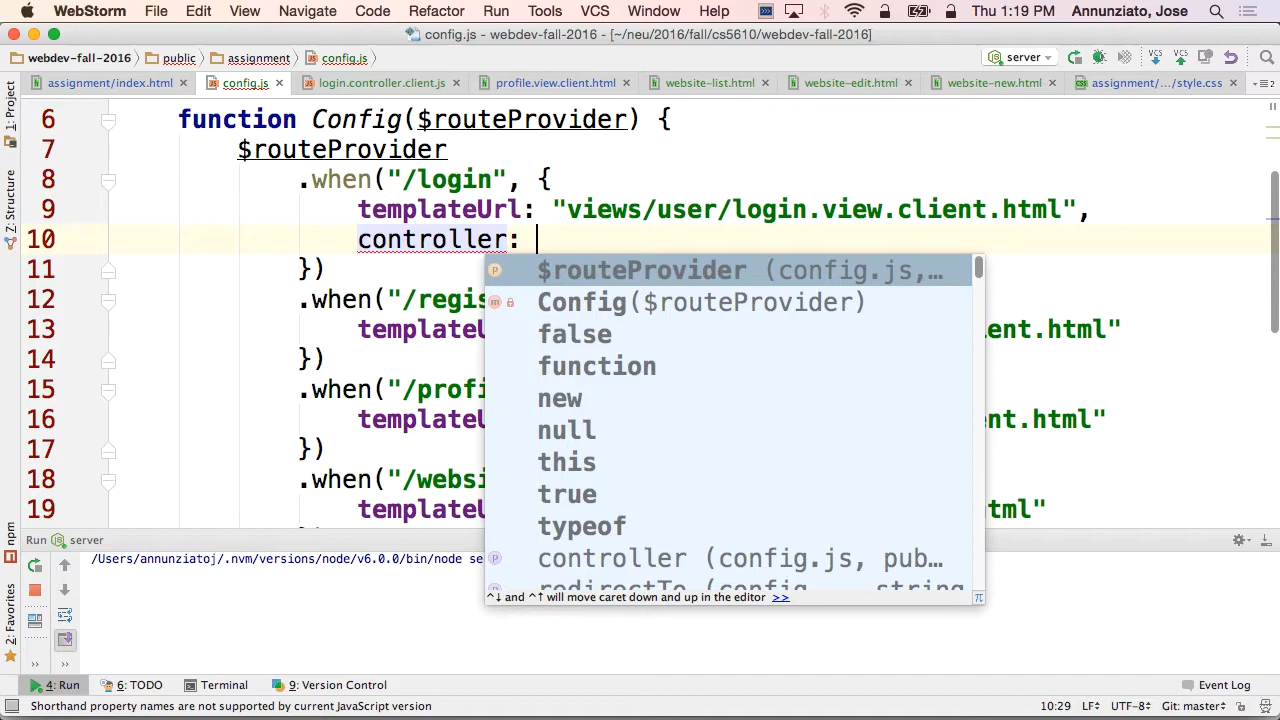 WebStorm File Edit View Navigate Code Refactor Run Tools VCS Window Help Thu 1:19 PM Annunziato, Jose
config.js - webdev-fall-2016 - [~/neu/2016/fall/cs5610/webdev-fall-2016]
webdev-fall-2016 public assignment config.js server VCS VCS
assignment/index.html config.js login.controller.client.js profile.view.client.html website-list.html website-edit.html website-new.html assignment/.../style.css
1: Project
Z: Structure
npm
2: Favorites
6 function Config($routeProvider) {
7 $routeProvider
8 .when("/login", {
9 templateUrl: "views/user/login.view.client.html",
10 controller:
11 })
12 .when("/regis
13 templateU ent.html"
14 })
15 .when("/profi
16 templateU nt.html"
17 })
18 .when("/websi
19 templateU ml"
$routeProvider (config.js,…
Config($routeProvider)
false
function
new
null
this
true
typeof
controller (config.js, pub…
^↓ and ^↑ will move caret down and up in the editor >>
Run server
/Users/annunziatoj/.nvm/versions/node/v6.0.0/bin/node se
4: Run 6: TODO Terminal 9: Version Control Event Log
Shorthand property names are not supported by current JavaScript version 10:29 LF UTF-8 Git: master